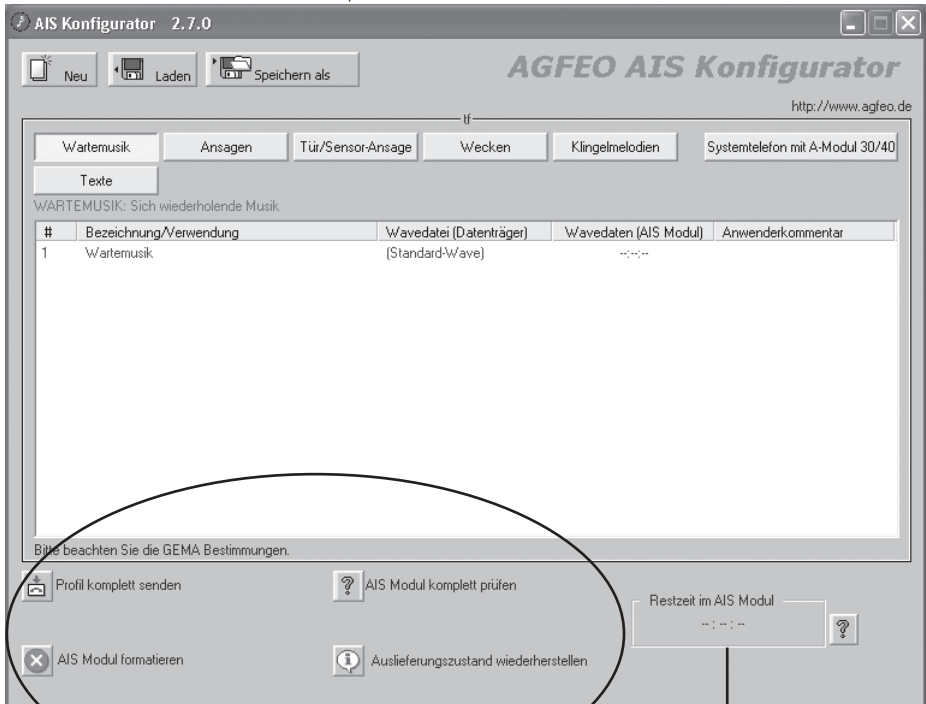 AIS Konfigurator 2.7.0
Neu Laden Speichern als
AGFEO AIS Konfigurator
http://www.agfeo.de
tf
Wartemusik Ansagen Tür/Sensor-Ansage Wecken Klingelmelodien Systemtelefon mit A-Modul 30/40
Texte
WARTEMUSIK: Sich wiederholende Musik
# Bezeichnung/Verwendung Wavedatei (Datenträger) Wavedaten (AIS Modul) Anwenderkommentar
1 Wartemusik (Standard-Wave) --:--:--
Bitte beachten Sie die GEMA Bestimmungen.
Profil komplett senden ? AIS Modul komplett prüfen
Restzeit im AIS Modul
-- : -- : -- ?
AIS Modul formatieren Auslieferungszustand wiederherstellen